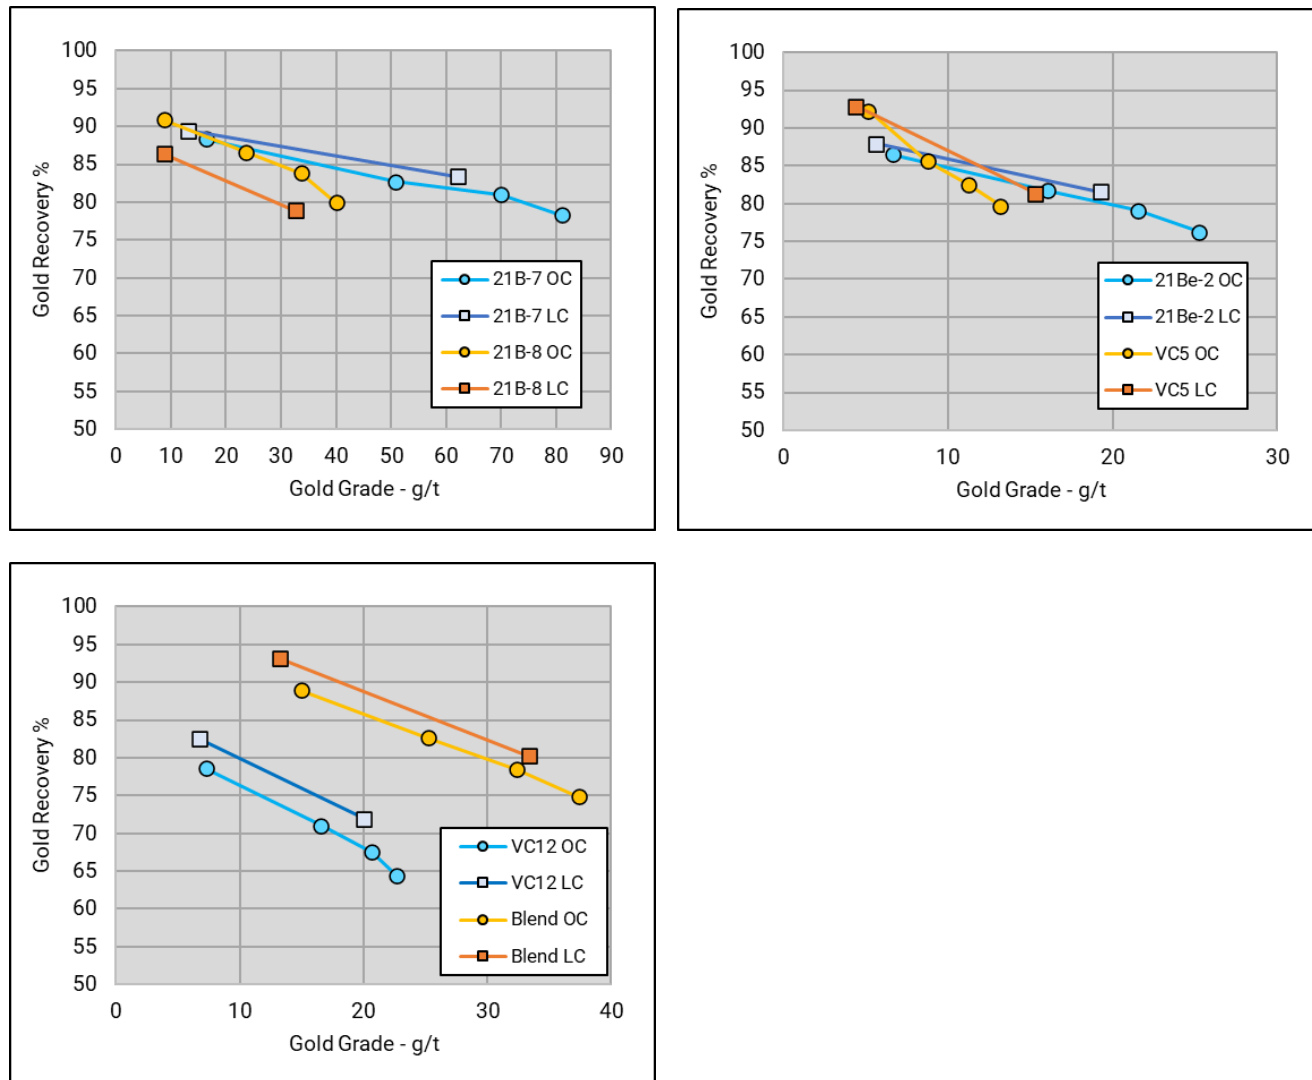 100
95
90
85
80
75
70
65
60
55
50
Gold Recovery %
0 10 20 30 40 50 60 70 80 90
Gold Grade - g/t
21B-7 OC
21B-7 LC
21B-8 OC
21B-8 LC
100
95
90
85
80
75
70
65
60
55
50
Gold Recovery %
0 10 20 30
Gold Grade - g/t
21Be-2 OC
21Be-2 LC
VC5 OC
VC5 LC
100
95
90
85
80
75
70
65
60
55
50
Gold Recovery %
0 10 20 30 40
Gold Grade - g/t
VC12 OC
VC12 LC
Blend OC
Blend LC